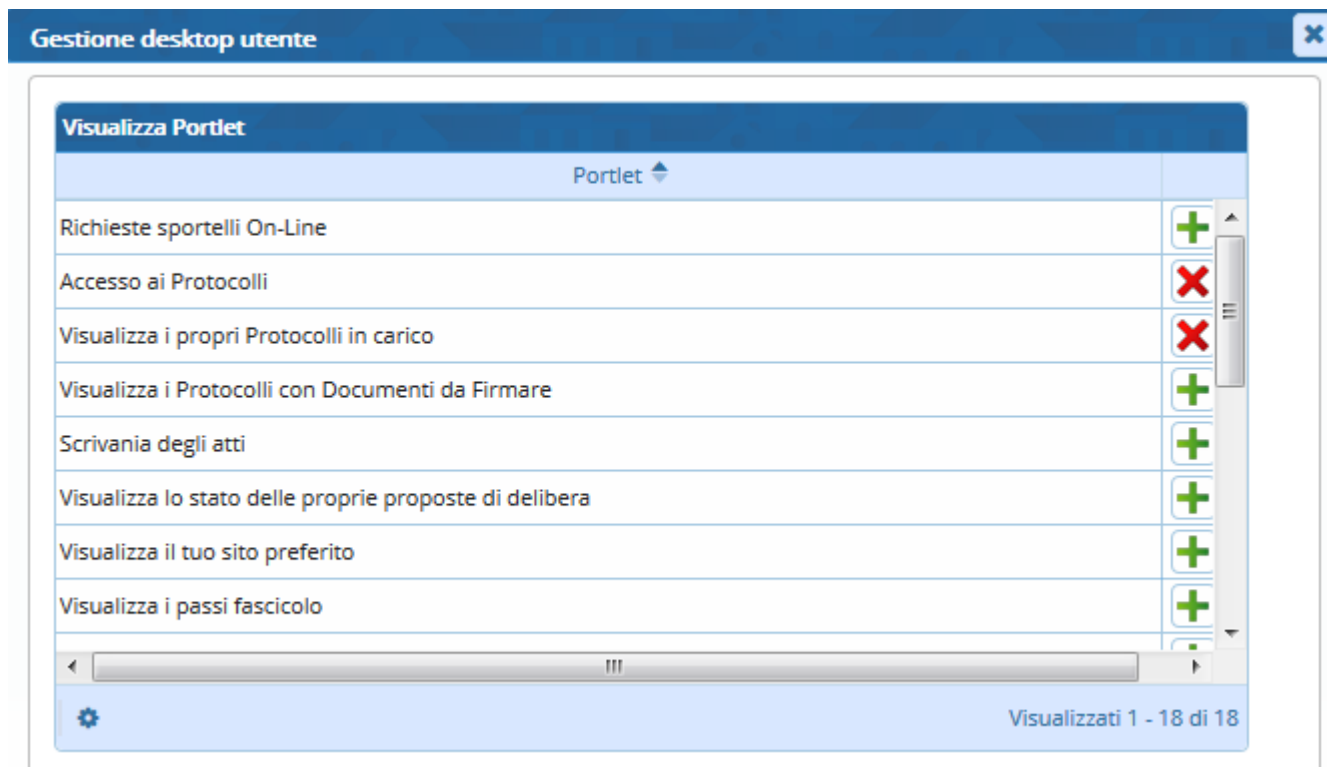 Gestione desktop utente
Visualizza Portlet
Portlet
Richieste sportelli On-Line
Accesso ai Protocolli
Visualizza i propri Protocolli in carico
Visualizza i Protocolli con Documenti da Firmare
Scrivania degli atti
Visualizza lo stato delle proprie proposte di delibera
Visualizza il tuo sito preferito
Visualizza i passi fascicolo
Visualizzati 1 - 18 di 18